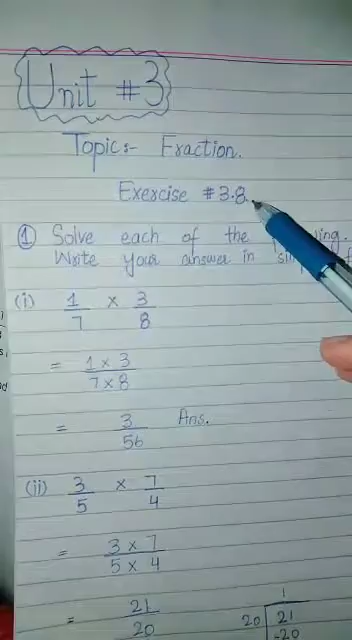 Unit #3
Topic:- Fraction.
Exercise #3.8
① Solve each of the
Write your answer in
(i) 1/7 × 3/8
= 1×3 / 7×8
= 3/56 Ans.
(ii) 3/5 × 7/4
= 3×7 / 5×4
= 21/20
1
20 21
-20